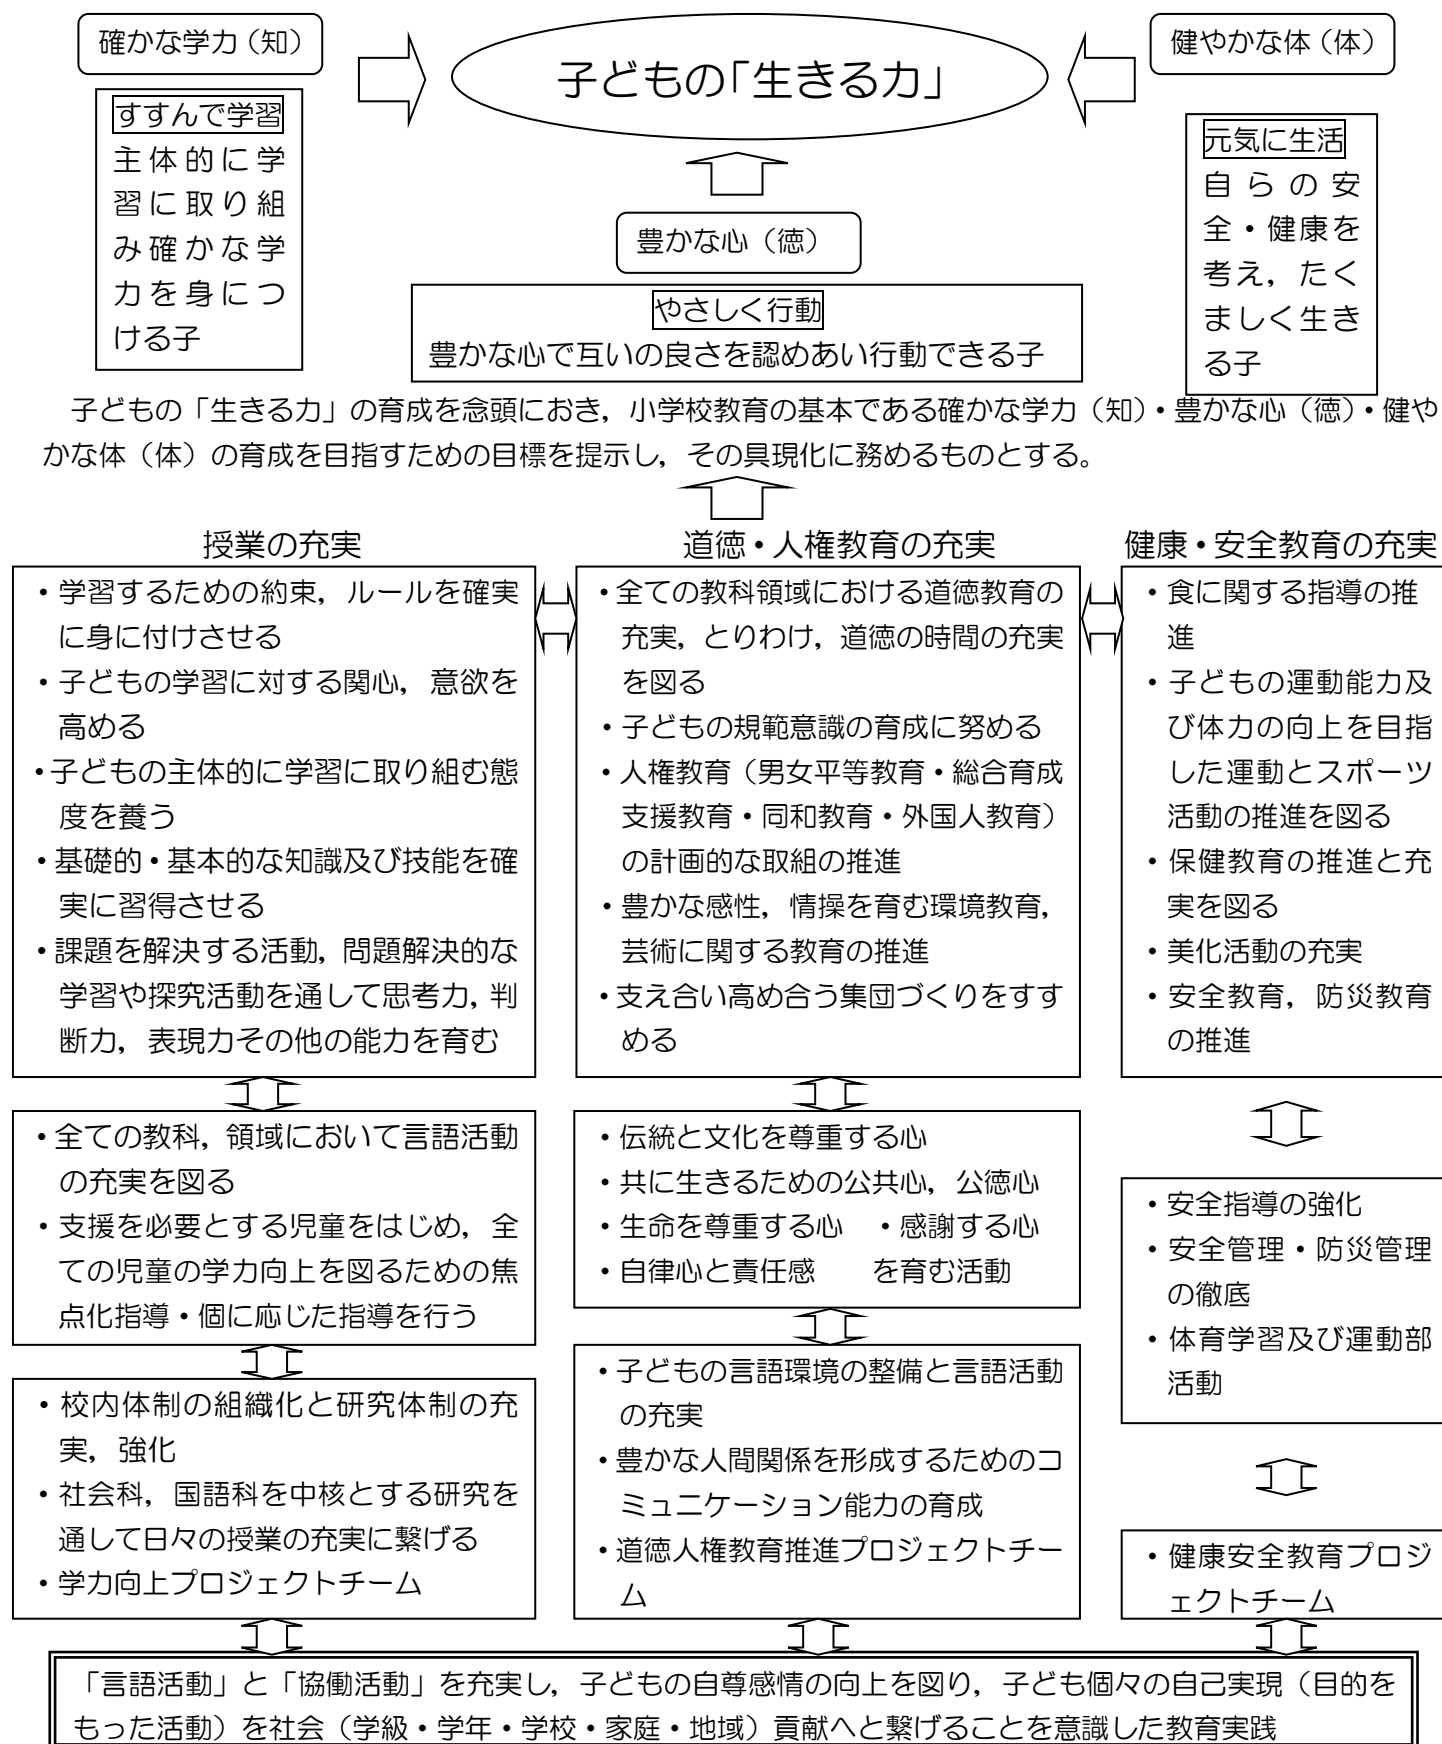 確かな学力（知）
子どもの「生きる力」
健やかな体（体）
すすんで学習
主体的に学
習に取り組
み確かな学
力を身につ
ける子
元気に生活
自らの安
全・健康を
考え，たく
ましく生き
る子
豊かな心（徳）
やさしく行動
豊かな心で互いの良さを認めあい行動できる子
子どもの「生きる力」の育成を念頭におき，小学校教育の基本である確かな学力（知）・豊かな心（徳）・健や
かな体（体）の育成を目指すための目標を提示し，その具現化に務めるものとする。
授業の充実
・学習するための約束，ルールを確実
に身に付けさせる
・子どもの学習に対する関心，意欲を
高める
・子どもの主体的に学習に取り組む態
度を養う
・基礎的・基本的な知識及び技能を確
実に習得させる
・課題を解決する活動，問題解決的な
学習や探究活動を通して思考力，判
断力，表現力その他の能力を育む
道徳・人権教育の充実
・全ての教科領域における道徳教育の
充実，とりわけ，道徳の時間の充実
を図る
・子どもの規範意識の育成に努める
・人権教育（男女平等教育・総合育成
支援教育・同和教育・外国人教育）
の計画的な取組の推進
・豊かな感性，情操を育む環境教育，
芸術に関する教育の推進
・支え合い高め合う集団づくりをすす
める
健康・安全教育の充実
・食に関する指導の推
進
・子どもの運動能力及
び体力の向上を目指
した運動とスポーツ
活動の推進を図る
・保健教育の推進と充
実を図る
・美化活動の充実
・安全教育，防災教育
の推進
・全ての教科，領域において言語活動
の充実を図る
・支援を必要とする児童をはじめ，全
ての児童の学力向上を図るための焦
点化指導・個に応じた指導を行う
・伝統と文化を尊重する心
・共に生きるための公共心，公徳心
・生命を尊重する心　・感謝する心
・自律心と責任感　を育む活動
・安全指導の強化
・安全管理・防災管理
の徹底
・体育学習及び運動部
活動
・校内体制の組織化と研究体制の充
実，強化
・社会科，国語科を中核とする研究を
通して日々の授業の充実に繋げる
・学力向上プロジェクトチーム
・子どもの言語環境の整備と言語活動
の充実
・豊かな人間関係を形成するためのコ
ミュニケーション能力の育成
・道徳人権教育推進プロジェクトチー
ム
・健康安全教育プロジ
ェクトチーム
「言語活動」と「協働活動」を充実し，子どもの自尊感情の向上を図り，子ども個々の自己実現（目的を
もった活動）を社会（学級・学年・学校・家庭・地域）貢献へと繋げることを意識した教育実践